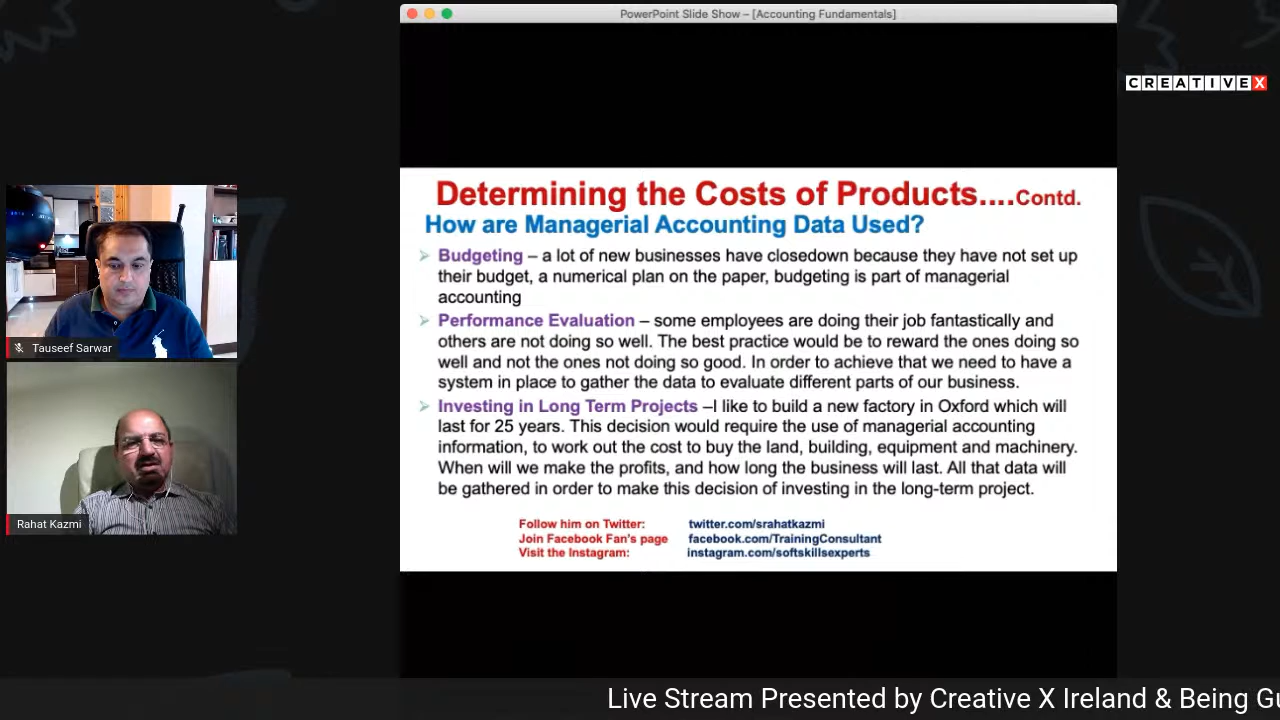 PowerPoint Slide Show – [Accounting Fundamentals]
CREATIVEX
Determining the Costs of Products....Contd.
How are Managerial Accounting Data Used?
Budgeting – a lot of new businesses have closedown because they have not set up
their budget, a numerical plan on the paper, budgeting is part of managerial
accounting
Performance Evaluation – some employees are doing their job fantastically and
others are not doing so well. The best practice would be to reward the ones doing so
well and not the ones not doing so good. In order to achieve that we need to have a
system in place to gather the data to evaluate different parts of our business.
Investing in Long Term Projects –I like to build a new factory in Oxford which will
last for 25 years. This decision would require the use of managerial accounting
information, to work out the cost to buy the land, building, equipment and machinery.
When will we make the profits, and how long the business will last. All that data will
be gathered in order to make this decision of investing in the long-term project.
Follow him on Twitter: twitter.com/srahatkazmi
Join Facebook Fan's page facebook.com/TrainingConsultant
Visit the Instagram: instagram.com/softskillsexperts
Tauseef Sarwar
Rahat Kazmi
Live Stream Presented by Creative X Ireland & Being Gu